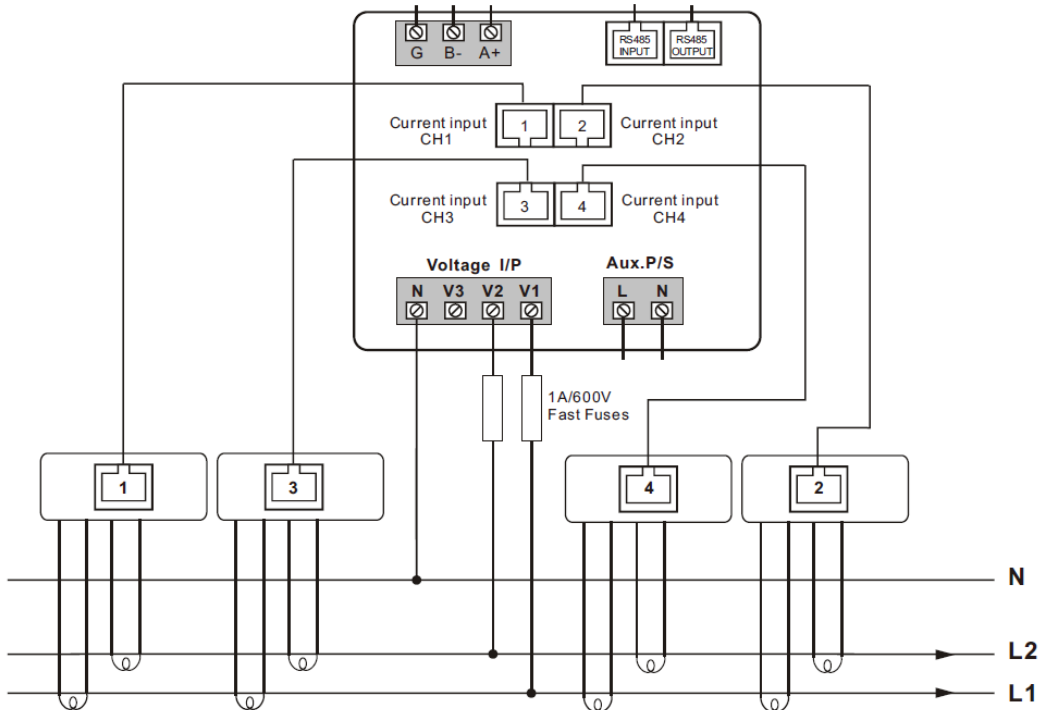 G B- A+
RS485
INPUT
RS485
OUTPUT
Current input
CH1
1
2
Current input
CH2
Current input
CH3
3
4
Current input
CH4
Voltage I/P
N V3 V2 V1
Aux.P/S
L N
1A/600V
Fast Fuses
1
3
4
2
N
L2
L1